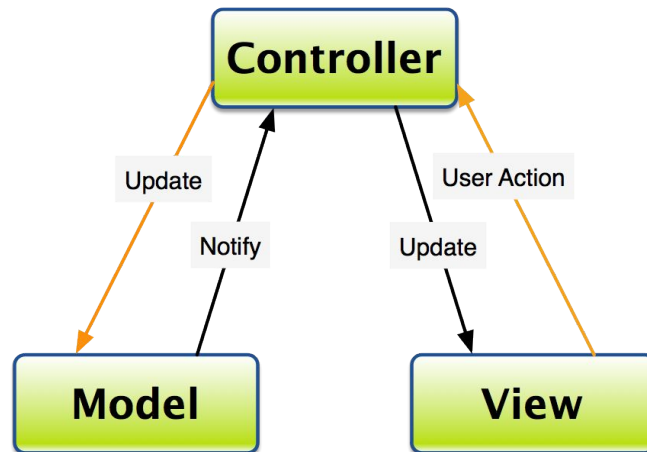 Controller
Update
User Action
Notify
Update
Model
View